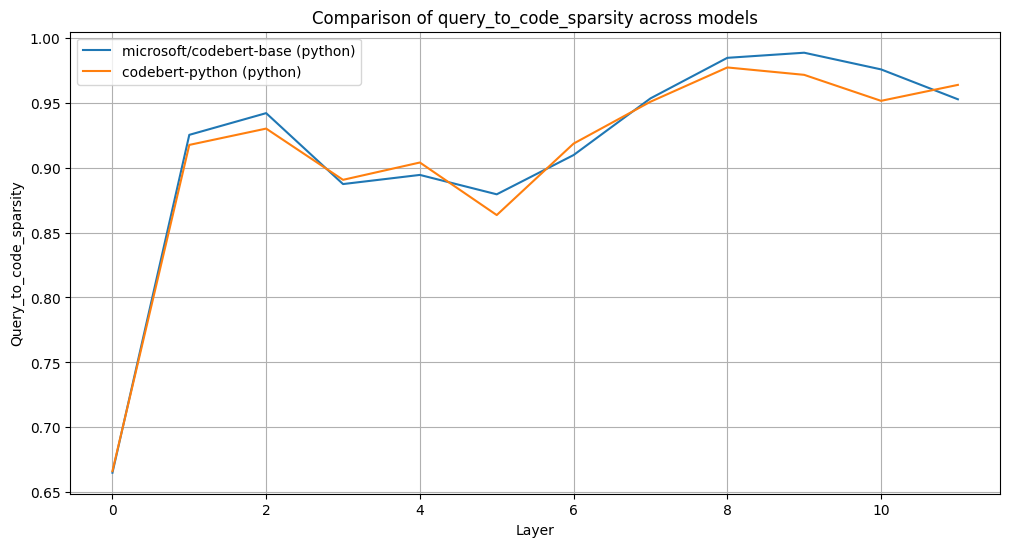 Comparison of query_to_code_sparsity across models
microsoft/codebert-base (python)
codebert-python (python)
Query_to_code_sparsity
1.00
0.95
0.90
0.85
0.80
0.75
0.70
0.65
0 2 4 6 8 10
Layer